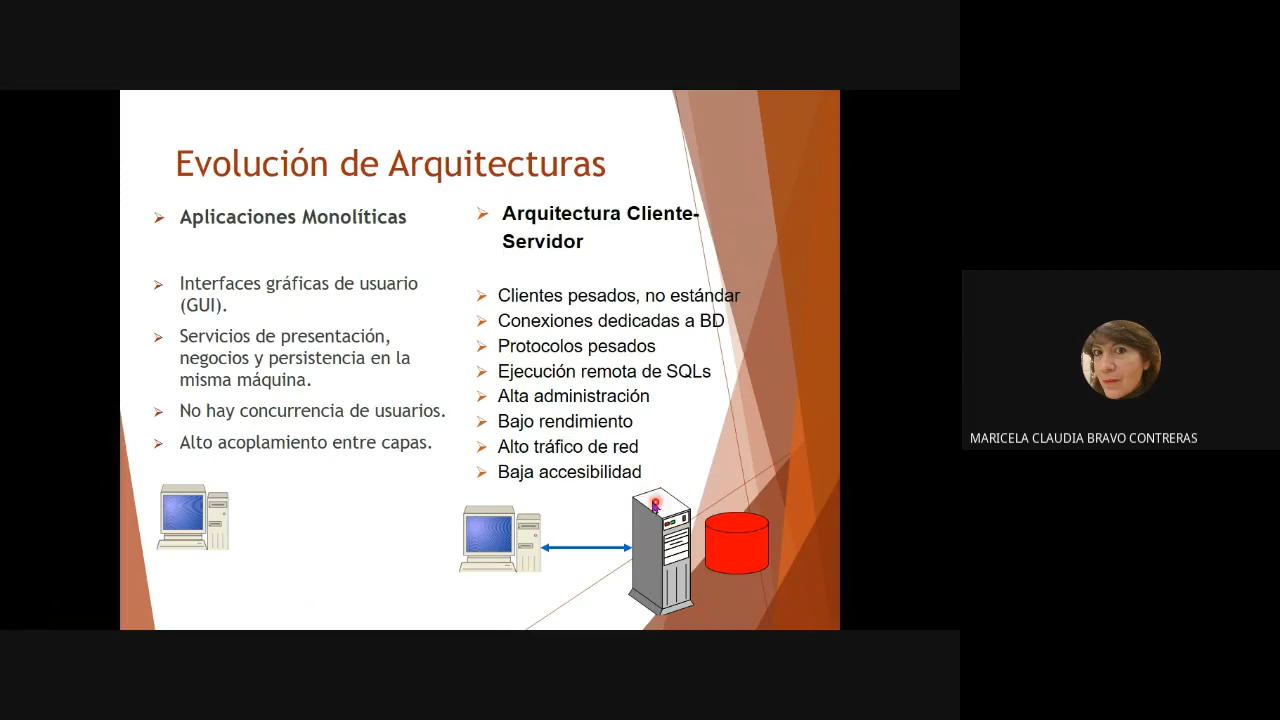 Evolución de Arquitecturas
Aplicaciones Monolíticas
Interfaces gráficas de usuario
(GUI).
Servicios de presentación,
negocios y persistencia en la
misma máquina.
No hay concurrencia de usuarios.
Alto acoplamiento entre capas.
Arquitectura Cliente-
Servidor
Clientes pesados, no estándar
Conexiones dedicadas a BD
Protocolos pesados
Ejecución remota de SQLs
Alta administración
Bajo rendimiento
Alto tráfico de red
Baja accesibilidad
MARICELA CLAUDIA BRAVO CONTRERAS